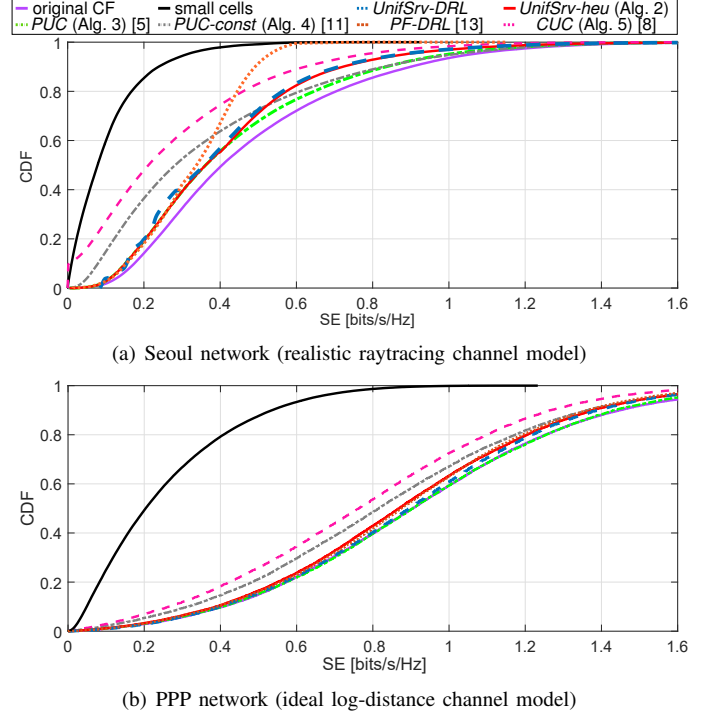 original CF small cells UnifSrv-DRL UnifSrv-heu (Alg. 2)
PUC (Alg. 3) [5] PUC-const (Alg. 4) [11] PF-DRL [13] CUC (Alg. 5) [8]
1
0.8
0.6
0.4
0.2
0
CDF
0 0.2 0.4 0.6 0.8 1 1.2 1.4 1.6
SE [bits/s/Hz]
(a) Seoul network (realistic raytracing channel model)
1
0.8
0.6
0.4
0.2
0
CDF
0 0.2 0.4 0.6 0.8 1 1.2 1.4 1.6
SE [bits/s/Hz]
(b) PPP network (ideal log-distance channel model)